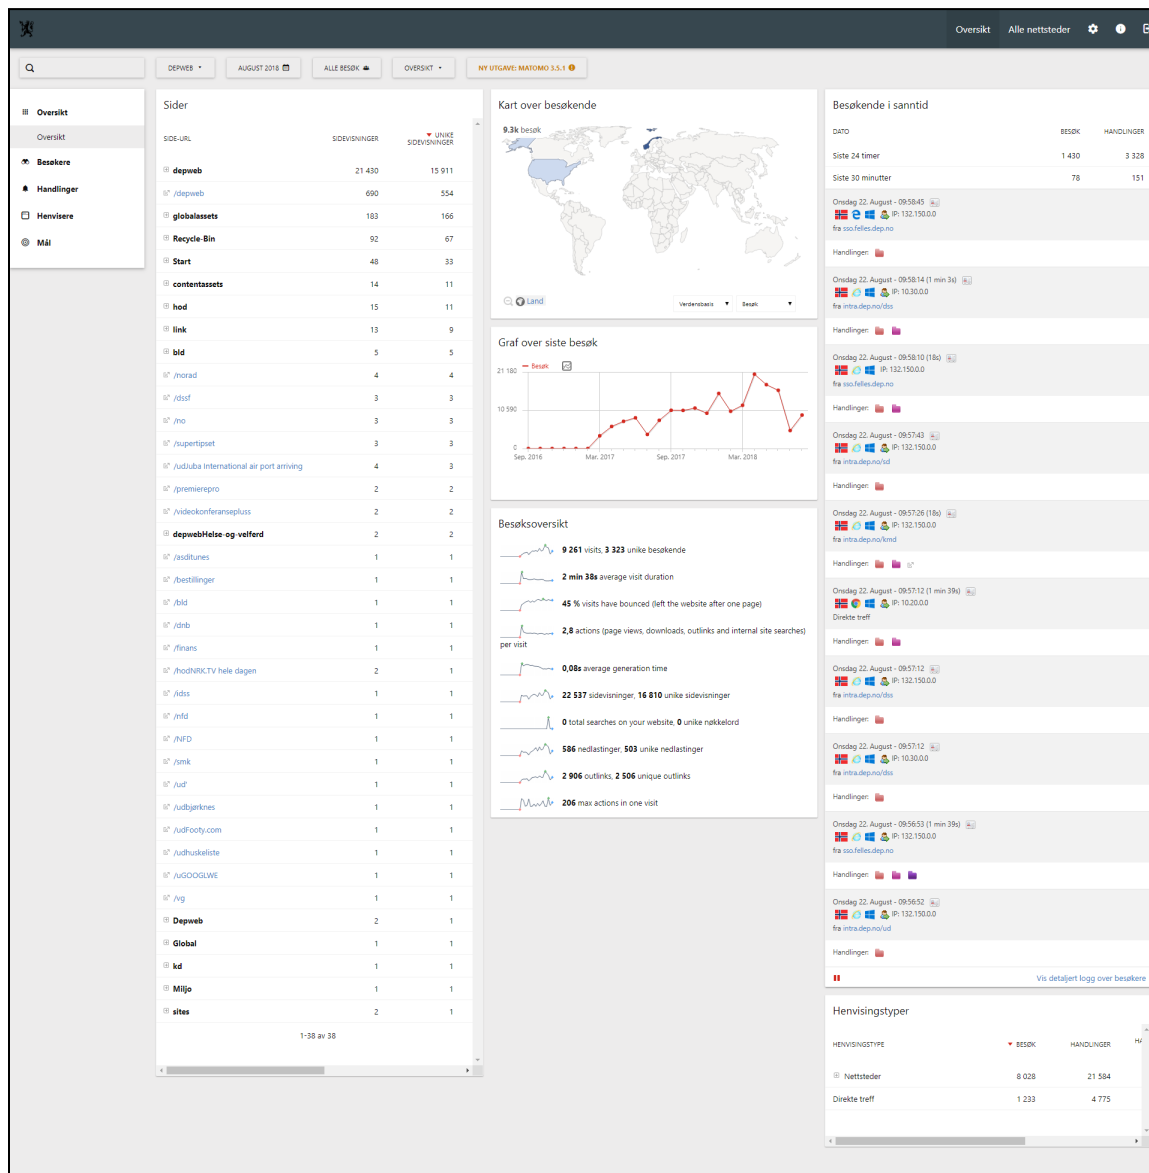 Oversikt Alle nettsteder
DEPWEB AUGUST 2018 ALLE BESØK OVERSIKT NY UTGAVE: MATOMO 3.5.1
Oversikt
Oversikt
Besøkere
Handlinger
Henvisere
Mål
Sider
SIDE-URL SIDEVISNINGER UNIKE SIDEVISNINGER
depweb 21 430 15 911
/depweb 690 554
globalassets 183 166
Recycle-Bin 92 67
Start 48 33
contentassets 14 11
hod 15 11
link 13 9
bld 5 5
/norad 4 4
/dssf 3 3
/no 3 3
/supertipset 3 3
/udJuba International air port arriving 4 3
/premierepro 2 2
/videokonferansepluss 2 2
depwebHelse-og-velferd 2 2
/asditunes 1 1
/bestillinger 1 1
/bld 1 1
/dnb 1 1
/finans 1 1
/hodNRK.TV hele dagen 2 1
/idss 1 1
/nfd 1 1
/NFD 1 1
/smk 1 1
/ud' 1 1
/udbjørknes 1 1
/udFooty.com 1 1
/udhuskeliste 1 1
/uGOOGLWE 1 1
/vg 1 1
Depweb 2 1
Global 1 1
kd 1 1
Miljo 1 1
sites 2 1
1-38 av 38
Kart over besøkende
9.3k besøk
Land Verdensbasis Besøk
Graf over siste besøk
Besøk
21 180
10 590
0
Sep. 2016 Mar. 2017 Sep. 2017 Mar. 2018
Besøksoversikt
9 261 visits, 3 323 unike besøkende
2 min 38s average visit duration
45 % visits have bounced (left the website after one page)
2,8 actions (page views, downloads, outlinks and internal site searches)
per visit
0,08s average generation time
22 537 sidevisninger, 16 810 unike sidevisninger
0 total searches on your website, 0 unike nøkkelord
586 nedlastinger, 503 unike nedlastinger
2 906 outlinks, 2 506 unique outlinks
206 max actions in one visit
Besøkende i sanntid
DATO BESØK HANDLINGER
Siste 24 timer 1 430 3 328
Siste 30 minutter 78 151
Onsdag 22. August - 09:58:45
IP: 132.150.0.0
fra sso.felles.dep.no
Handlinger:
Onsdag 22. August - 09:58:14 (1 min 3s)
IP: 10.30.0.0
fra intra.dep.no/dss
Handlinger:
Onsdag 22. August - 09:58:10 (18s)
IP: 132.150.0.0
fra sso.felles.dep.no
Handlinger:
Onsdag 22. August - 09:57:43
IP: 132.150.0.0
fra intra.dep.no/sd
Handlinger:
Onsdag 22. August - 09:57:26 (18s)
IP: 132.150.0.0
fra intra.dep.no/kmd
Handlinger:
Onsdag 22. August - 09:57:12 (1 min 39s)
IP: 10.20.0.0
Direkte treff
Handlinger:
Onsdag 22. August - 09:57:12
IP: 132.150.0.0
fra intra.dep.no/dss
Handlinger:
Onsdag 22. August - 09:57:12
IP: 10.30.0.0
fra intra.dep.no/dss
Handlinger:
Onsdag 22. August - 09:56:53 (1 min 39s)
IP: 132.150.0.0
fra sso.felles.dep.no
Handlinger:
Onsdag 22. August - 09:56:52
IP: 132.150.0.0
fra intra.dep.no/ud
Handlinger:
Vis detaljert logg over besøkere
Henvisingstyper
HENVISINGSTYPE BESØK HANDLINGER HA
Nettsteder 8 028 21 584
Direkte treff 1 233 4 775